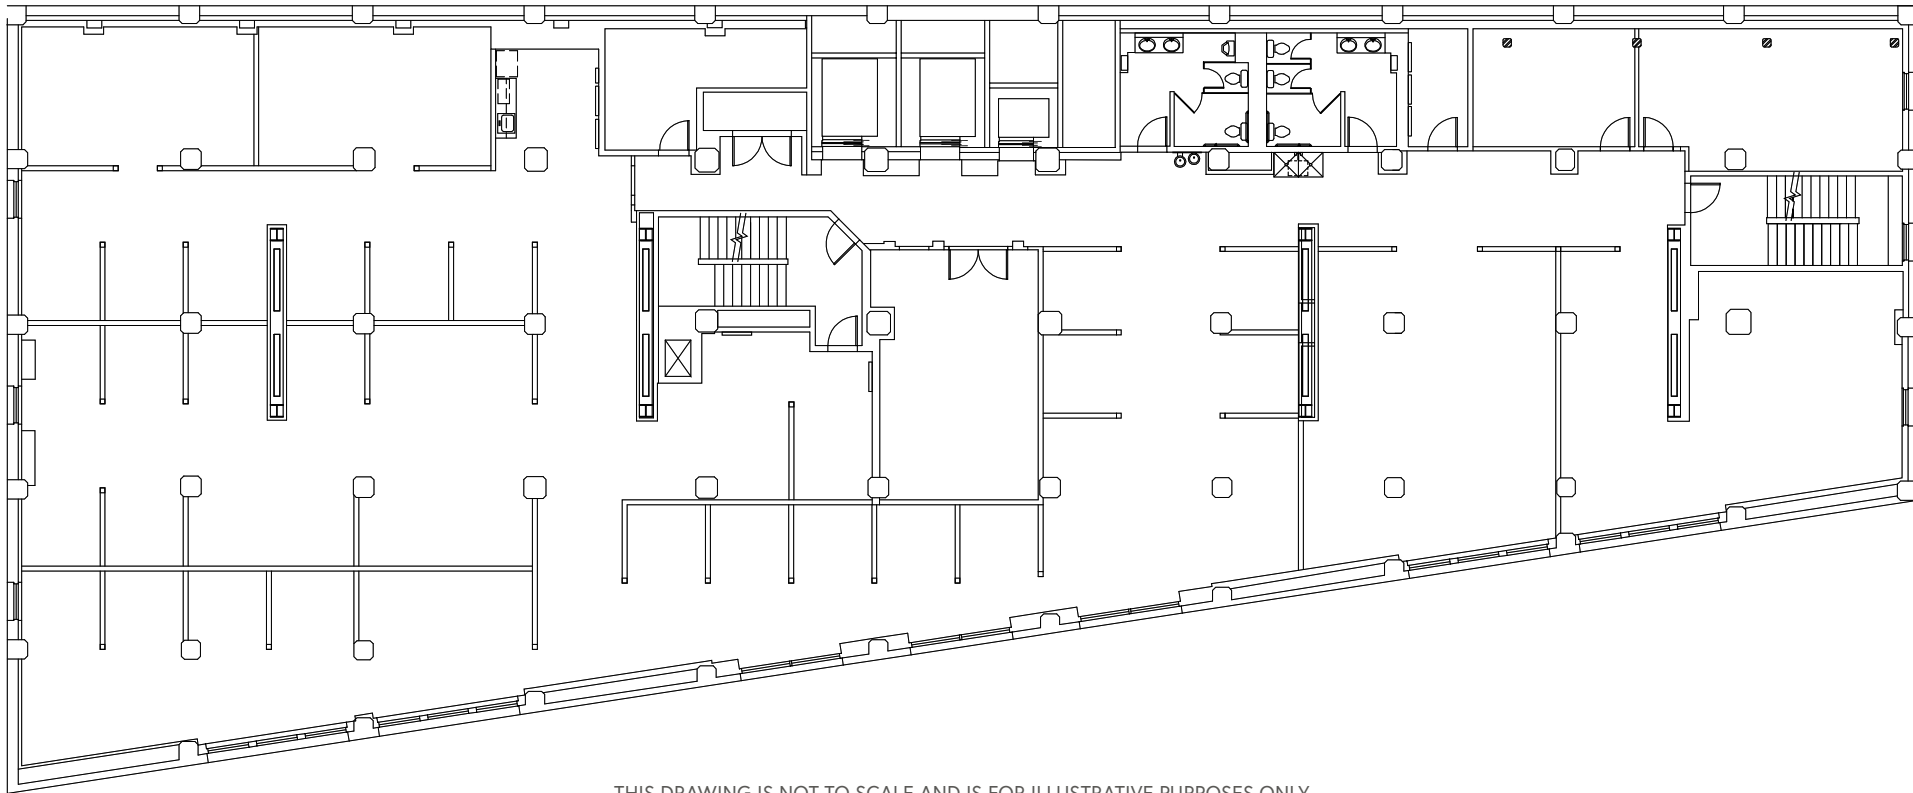 THIS DRAWING IS NOT TO SCALE AND IS FOR ILLUSTRATIVE PURPOSES ONLY